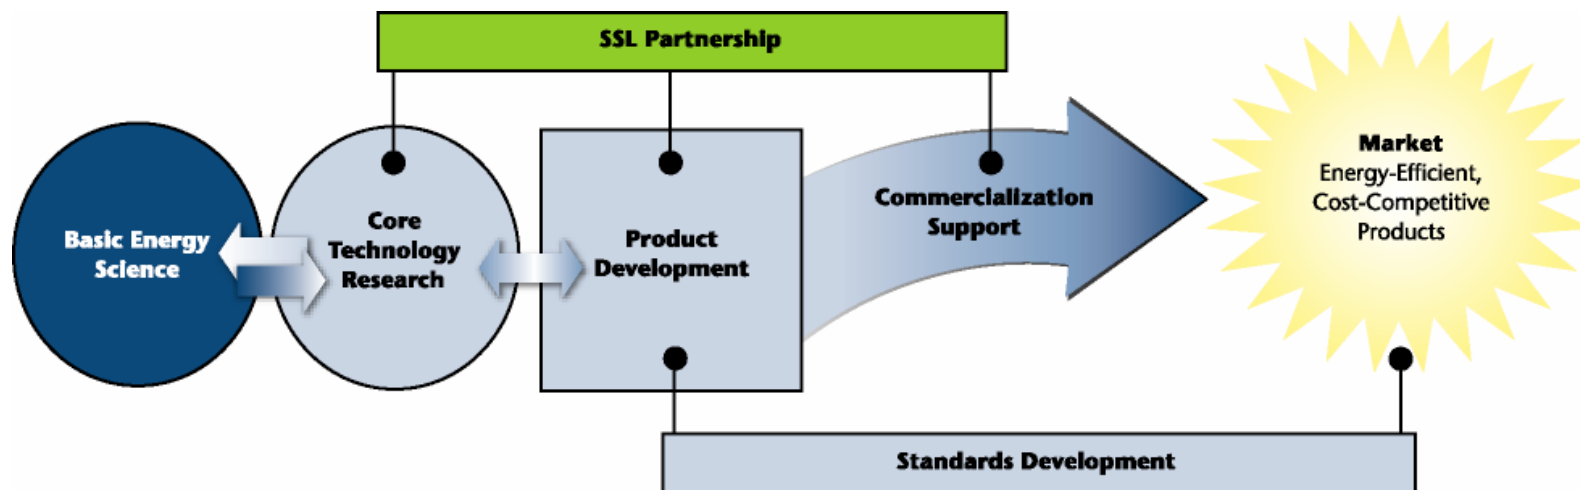 SSL Partnership
Basic Energy
Science
Core
Technology
Research
Product
Development
Commercialization
Support
Market
Energy-Efficient,
Cost-Competitive
Products
Standards Development